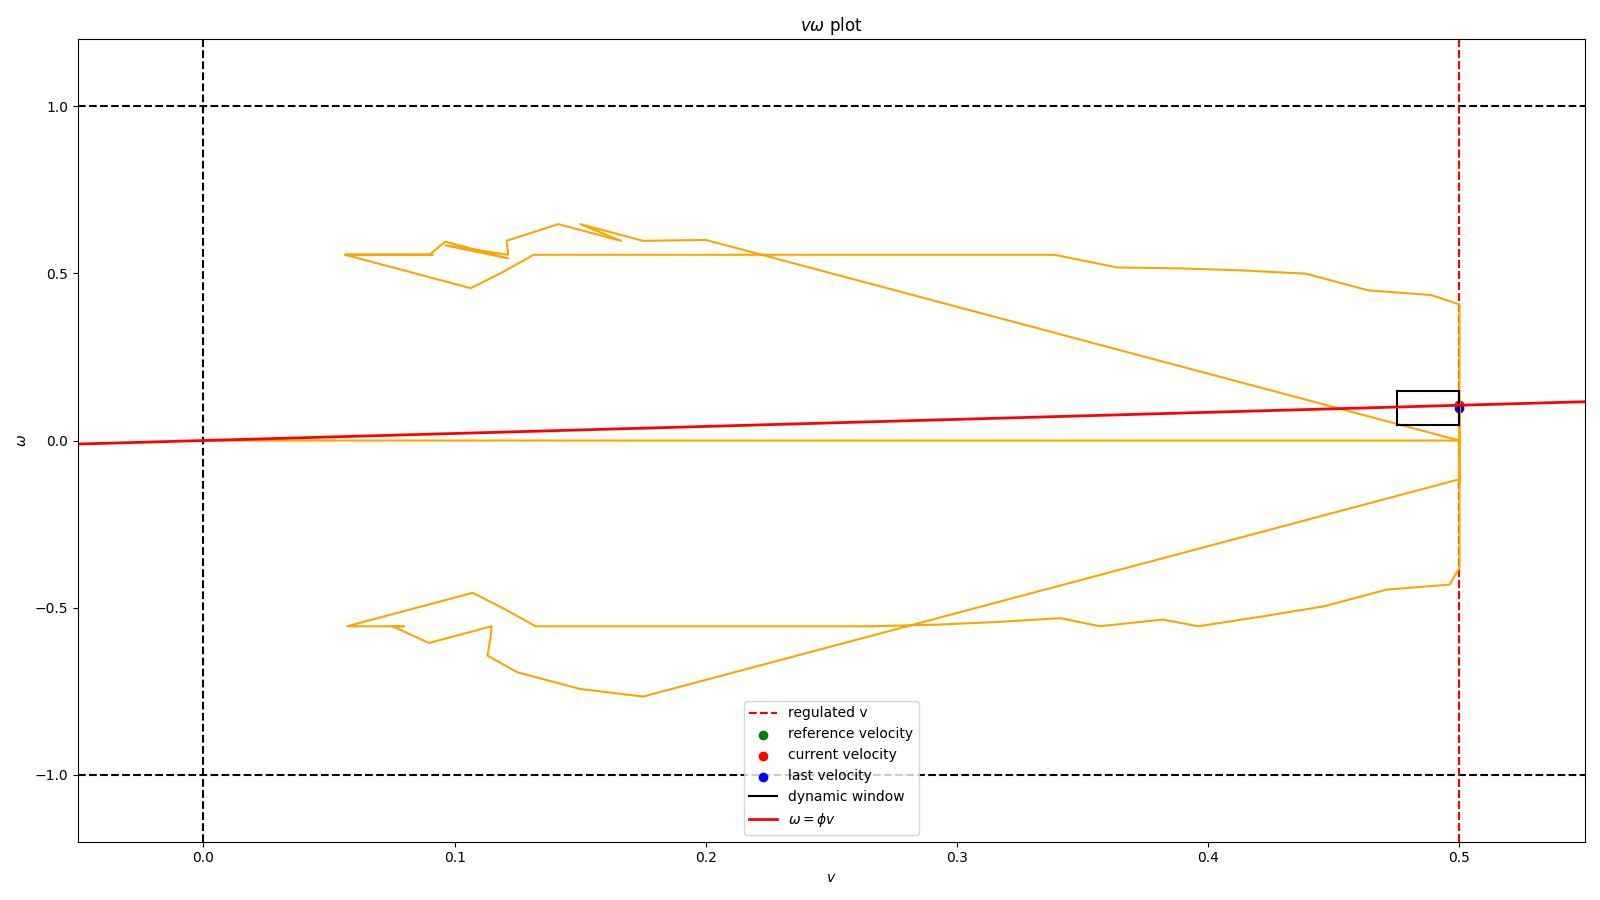 vω plot
1.0
0.5
0.0
−0.5
−1.0
ω
0.0 0.1 0.2 0.3 0.4 0.5
v
regulated v
reference velocity
current velocity
last velocity
dynamic window
ω = ϕv